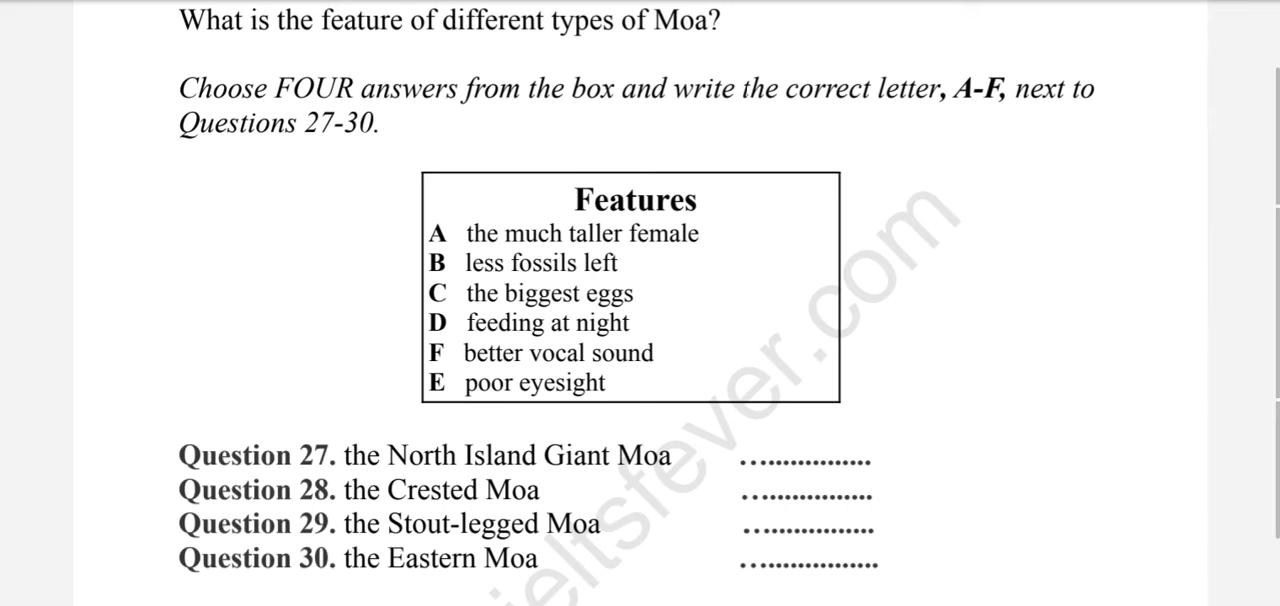 What is the feature of different types of Moa?
Choose FOUR answers from the box and write the correct letter, A-F, next to
Questions 27-30.
Features
A the much taller female
B less fossils left
C the biggest eggs
D feeding at night
F better vocal sound
E poor eyesight
Question 27. the North Island Giant Moa ..................
Question 28. the Crested Moa ..................
Question 29. the Stout-legged Moa ..................
Question 30. the Eastern Moa ...................
ieltsfever.com